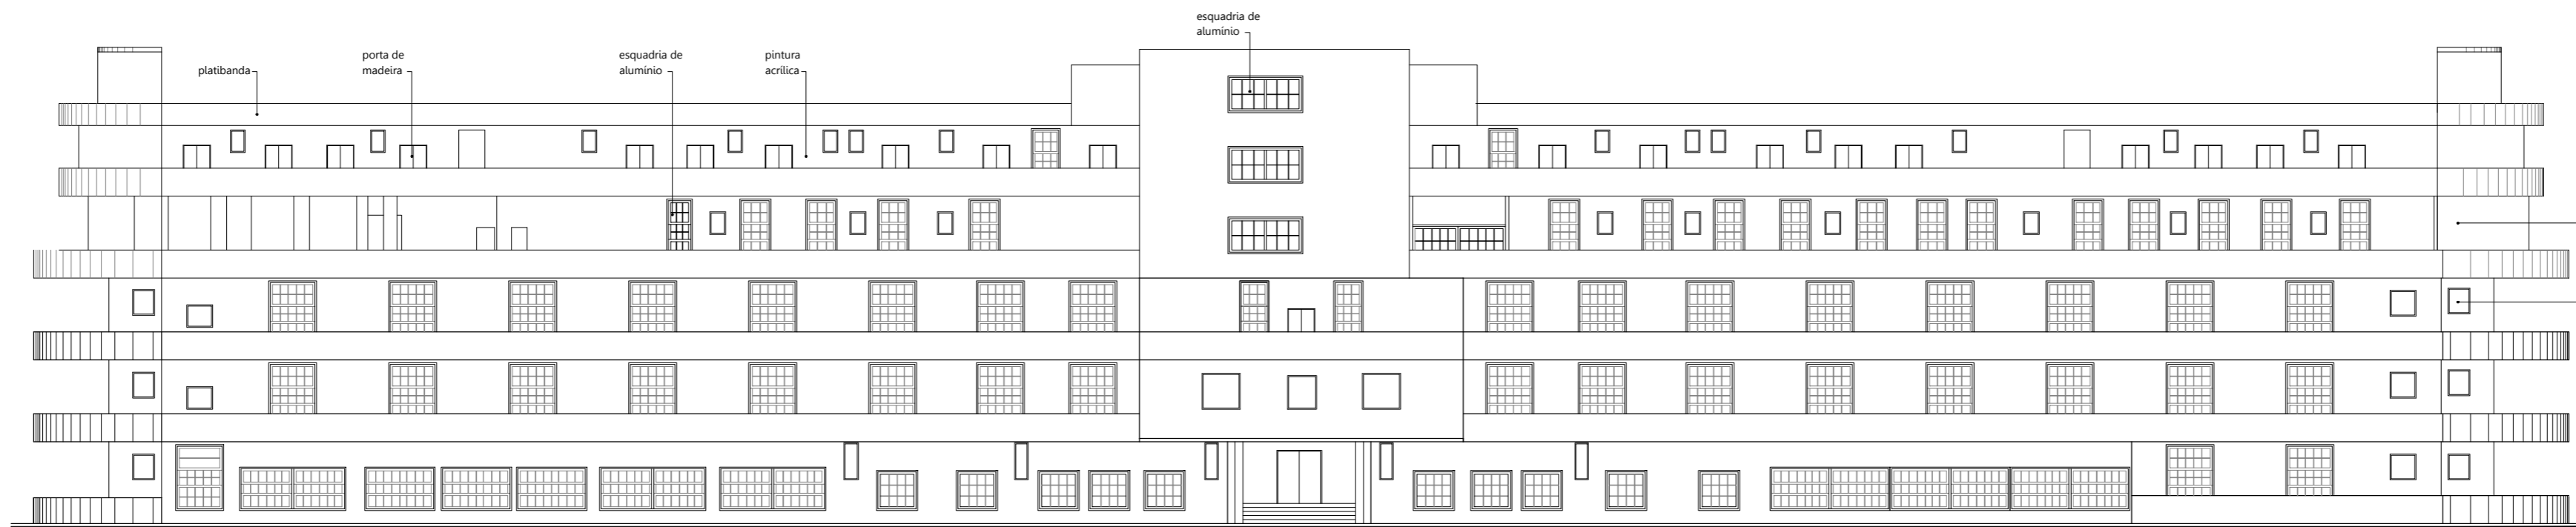 esquadria de
alumínio
platibanda
porta de
madeira
esquadria de
alumínio
pintura
acrílica